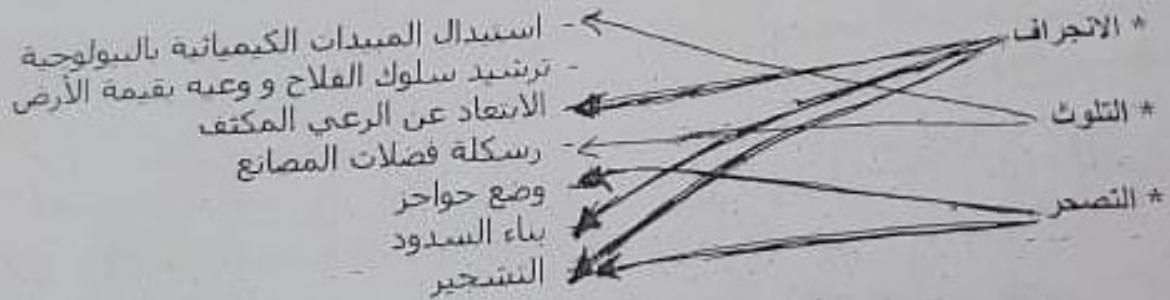 * الانجراف
* التلوث
* التصحر
- استبدال المبيدات الكيميائية بالبيولوجية
- ترشيد سلوك الفلاح و وعيه بقيمة الأرض
- الابتعاد عن الرعي المكثف
- رسكلة فضلات المصانع
- وضع حواجز
- بناء السدود
- التشجير